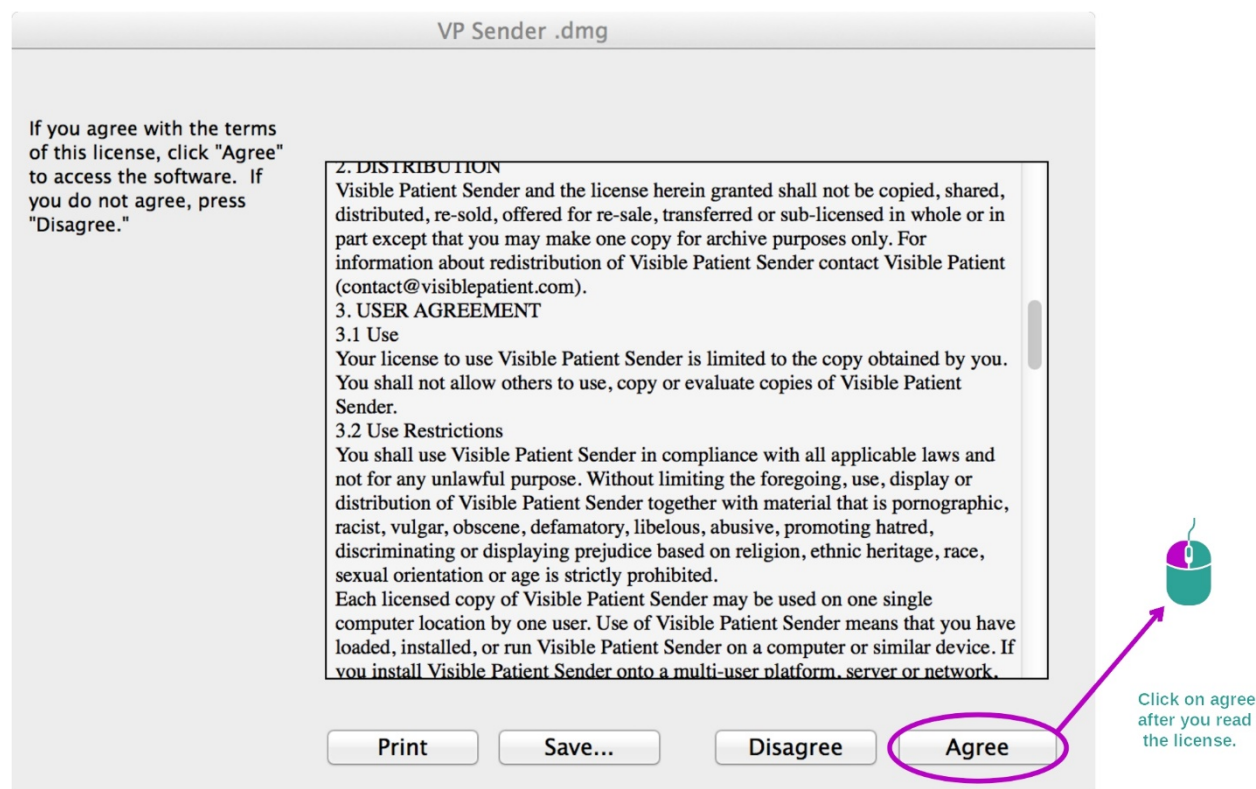 VP Sender .dmg
If you agree with the terms
of this license, click "Agree"
to access the software.  If
you do not agree, press
"Disagree."
2. DISTRIBUTION
Visible Patient Sender and the license herein granted shall not be copied, shared,
distributed, re-sold, offered for re-sale, transferred or sub-licensed in whole or in
part except that you may make one copy for archive purposes only. For
information about redistribution of Visible Patient Sender contact Visible Patient
(contact@visiblepatient.com).
3. USER AGREEMENT
3.1 Use
Your license to use Visible Patient Sender is limited to the copy obtained by you.
You shall not allow others to use, copy or evaluate copies of Visible Patient
Sender.
3.2 Use Restrictions
You shall use Visible Patient Sender in compliance with all applicable laws and
not for any unlawful purpose. Without limiting the foregoing, use, display or
distribution of Visible Patient Sender together with material that is pornographic,
racist, vulgar, obscene, defamatory, libelous, abusive, promoting hatred,
discriminating or displaying prejudice based on religion, ethnic heritage, race,
sexual orientation or age is strictly prohibited.
Each licensed copy of Visible Patient Sender may be used on one single
computer location by one user. Use of Visible Patient Sender means that you have
loaded, installed, or run Visible Patient Sender on a computer or similar device. If
you install Visible Patient Sender onto a multi-user platform, server or network,
Print
Save...
Disagree
Agree
Click on agree
after you read
the license.